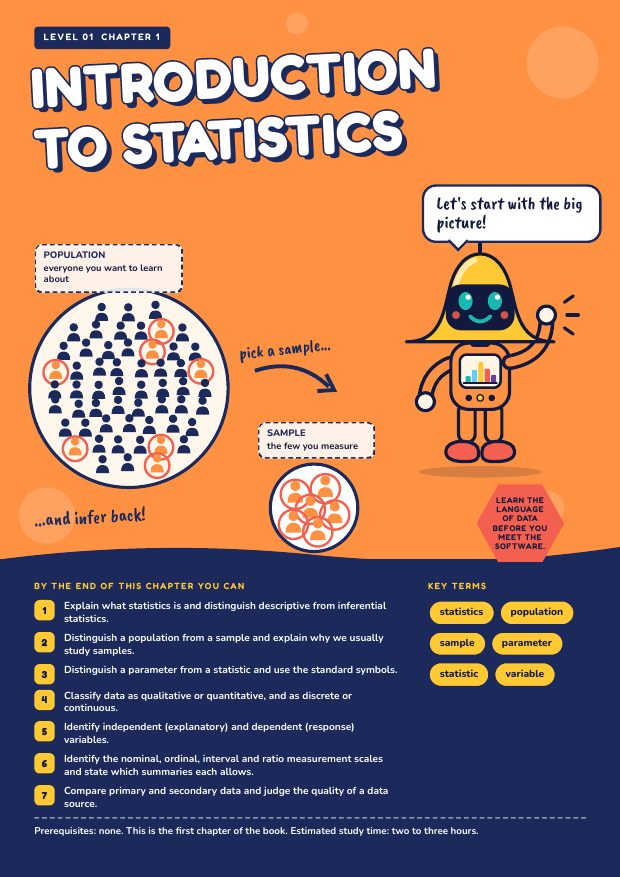 LEVEL 01 CHAPTER 1
INTRODUCTION
TO STATISTICS
Let's start with the big
picture!
POPULATION
everyone you want to learn
about
pick a sample...
SAMPLE
the few you measure
...and infer back!
LEARN THE
LANGUAGE
OF DATA
BEFORE YOU
MEET THE
SOFTWARE.
BY THE END OF THIS CHAPTER YOU CAN
1 Explain what statistics is and distinguish descriptive from inferential
statistics.
2 Distinguish a population from a sample and explain why we usually
study samples.
3 Distinguish a parameter from a statistic and use the standard symbols.
4 Classify data as qualitative or quantitative, and as discrete or
continuous.
5 Identify independent (explanatory) and dependent (response)
variables.
6 Identify the nominal, ordinal, interval and ratio measurement scales
and state which summaries each allows.
7 Compare primary and secondary data and judge the quality of a data
source.
KEY TERMS
statistics population
sample parameter
statistic variable
Prerequisites: none. This is the first chapter of the book. Estimated study time: two to three hours.